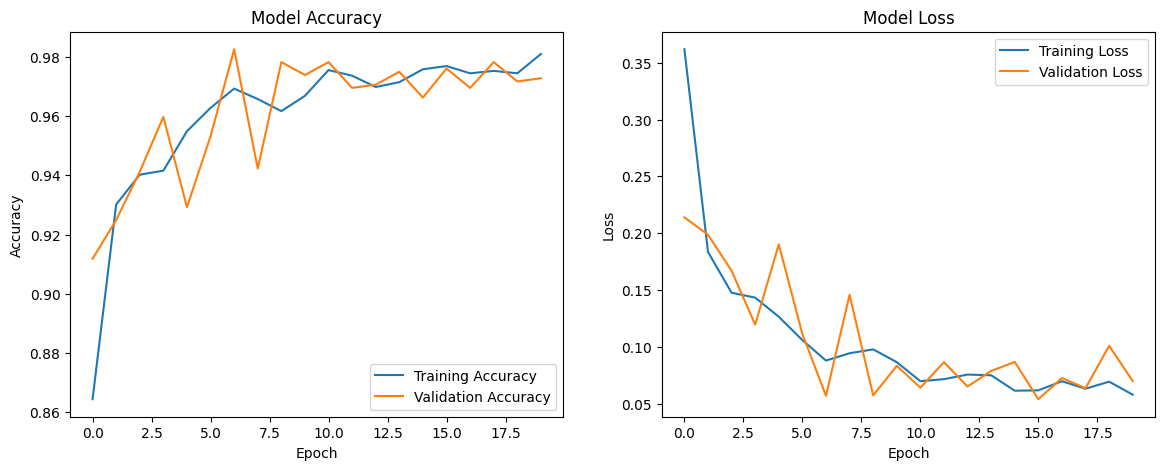 Model Accuracy
Accuracy
0.98
0.96
0.94
0.92
0.90
0.88
0.86
Training Accuracy
Validation Accuracy
0.0 2.5 5.0 7.5 10.0 12.5 15.0 17.5
Epoch
Model Loss
Loss
0.35
0.30
0.25
0.20
0.15
0.10
0.05
Training Loss
Validation Loss
0.0 2.5 5.0 7.5 10.0 12.5 15.0 17.5
Epoch